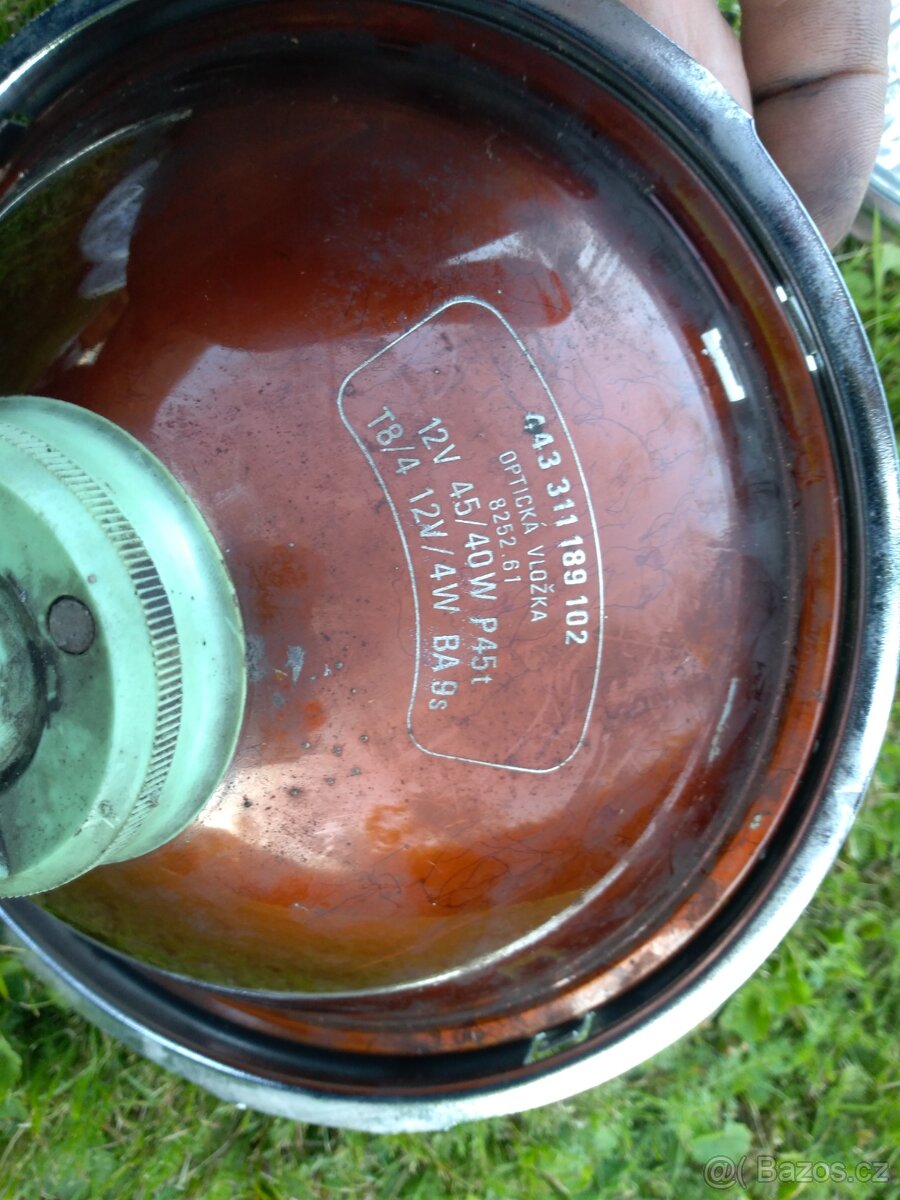 443 311 189 102
OPTICKÁ VLOŽKA
8252.61
12V 45/40W P45t
T8/4 12V/4W BA9s
@( Bazos.cz